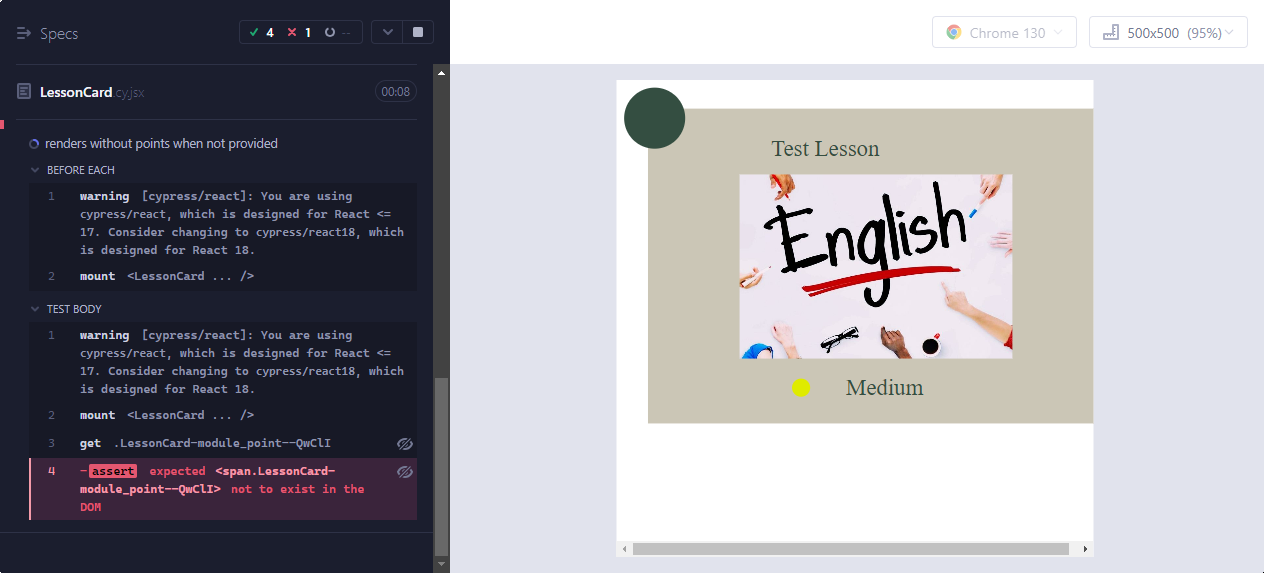 Specs
4 1 --
Chrome 130
500x500 (95%)
LessonCard.cy.jsx
00:08
renders without points when not provided
BEFORE EACH
1 warning [cypress/react]: You are using
cypress/react, which is designed for React <=
17. Consider changing to cypress/react18, which
is designed for React 18.
2 mount <LessonCard ... />
TEST BODY
1 warning [cypress/react]: You are using
cypress/react, which is designed for React <=
17. Consider changing to cypress/react18, which
is designed for React 18.
2 mount <LessonCard ... />
3 get .LessonCard-module_point--QwClI
4 -assert expected <span.LessonCard-
module_point--QwClI> not to exist in the
DOM
Test Lesson
English
Medium